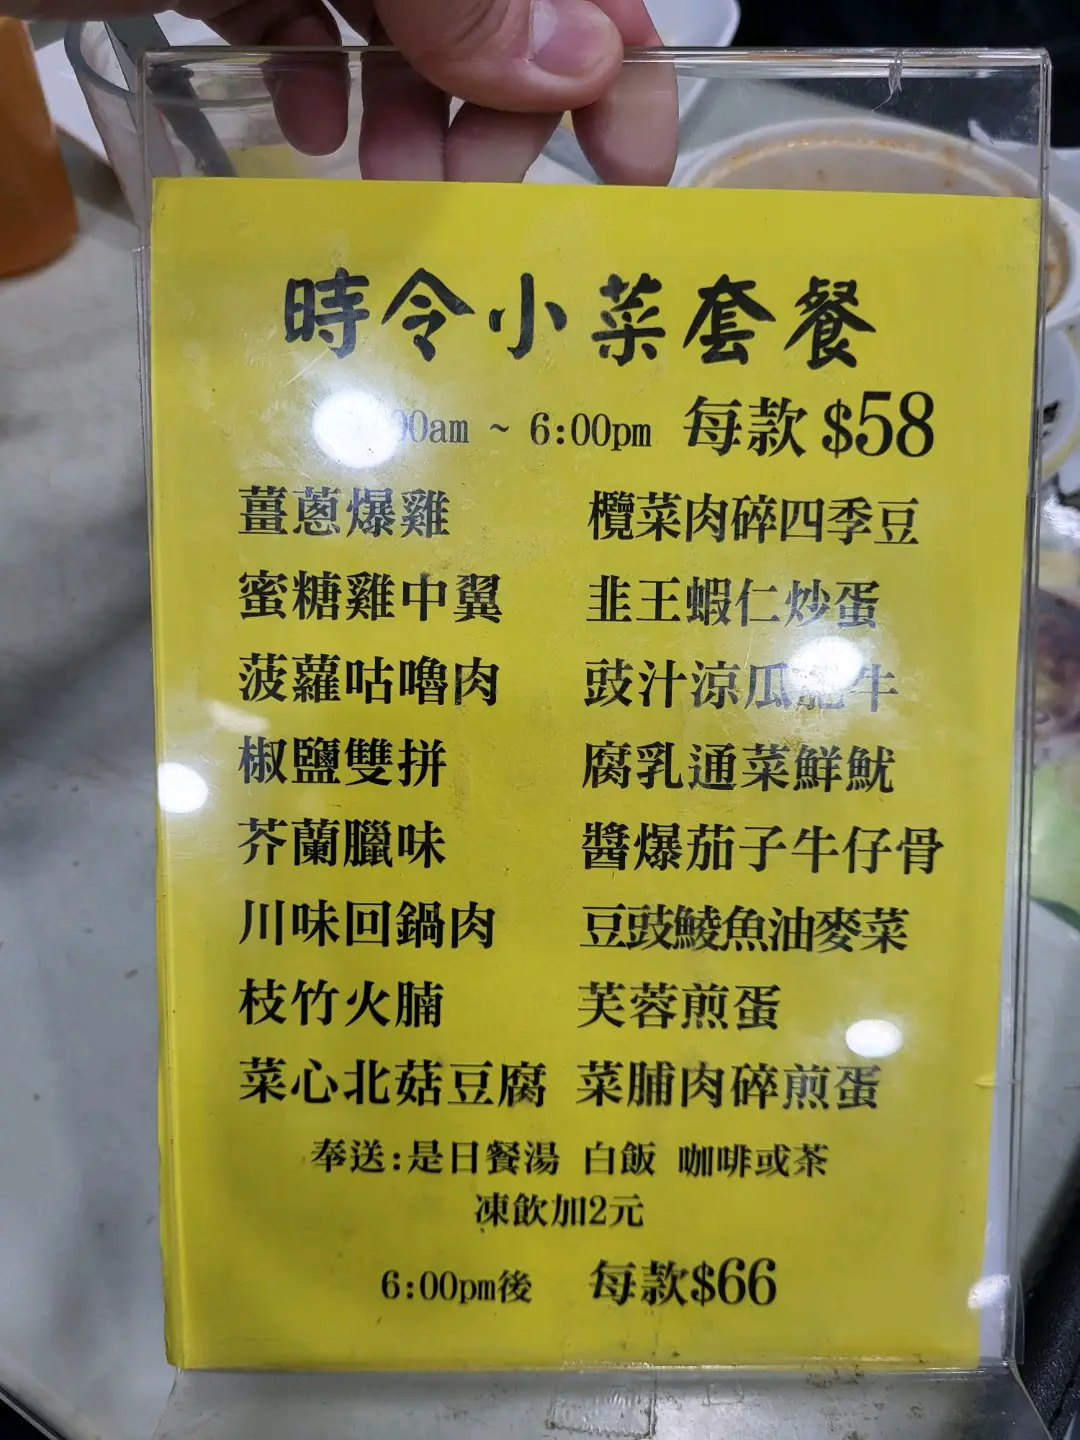 時令小菜套餐
00am ~ 6:00pm 每款 $58
薑蔥爆雞 欖菜肉碎四季豆
蜜糖雞中翼 韭王蝦仁炒蛋
菠蘿咕嚕肉 豉汁涼瓜肥牛
椒鹽雙拼 腐乳通菜鮮魷
芥蘭臘味 醬爆茄子牛仔骨
川味回鍋肉 豆豉鯪魚油麥菜
枝竹火腩 芙蓉煎蛋
菜心北菇豆腐 菜脯肉碎煎蛋
奉送:是日餐湯 白飯 咖啡或茶
凍飲加2元
6:00pm後 每款$66